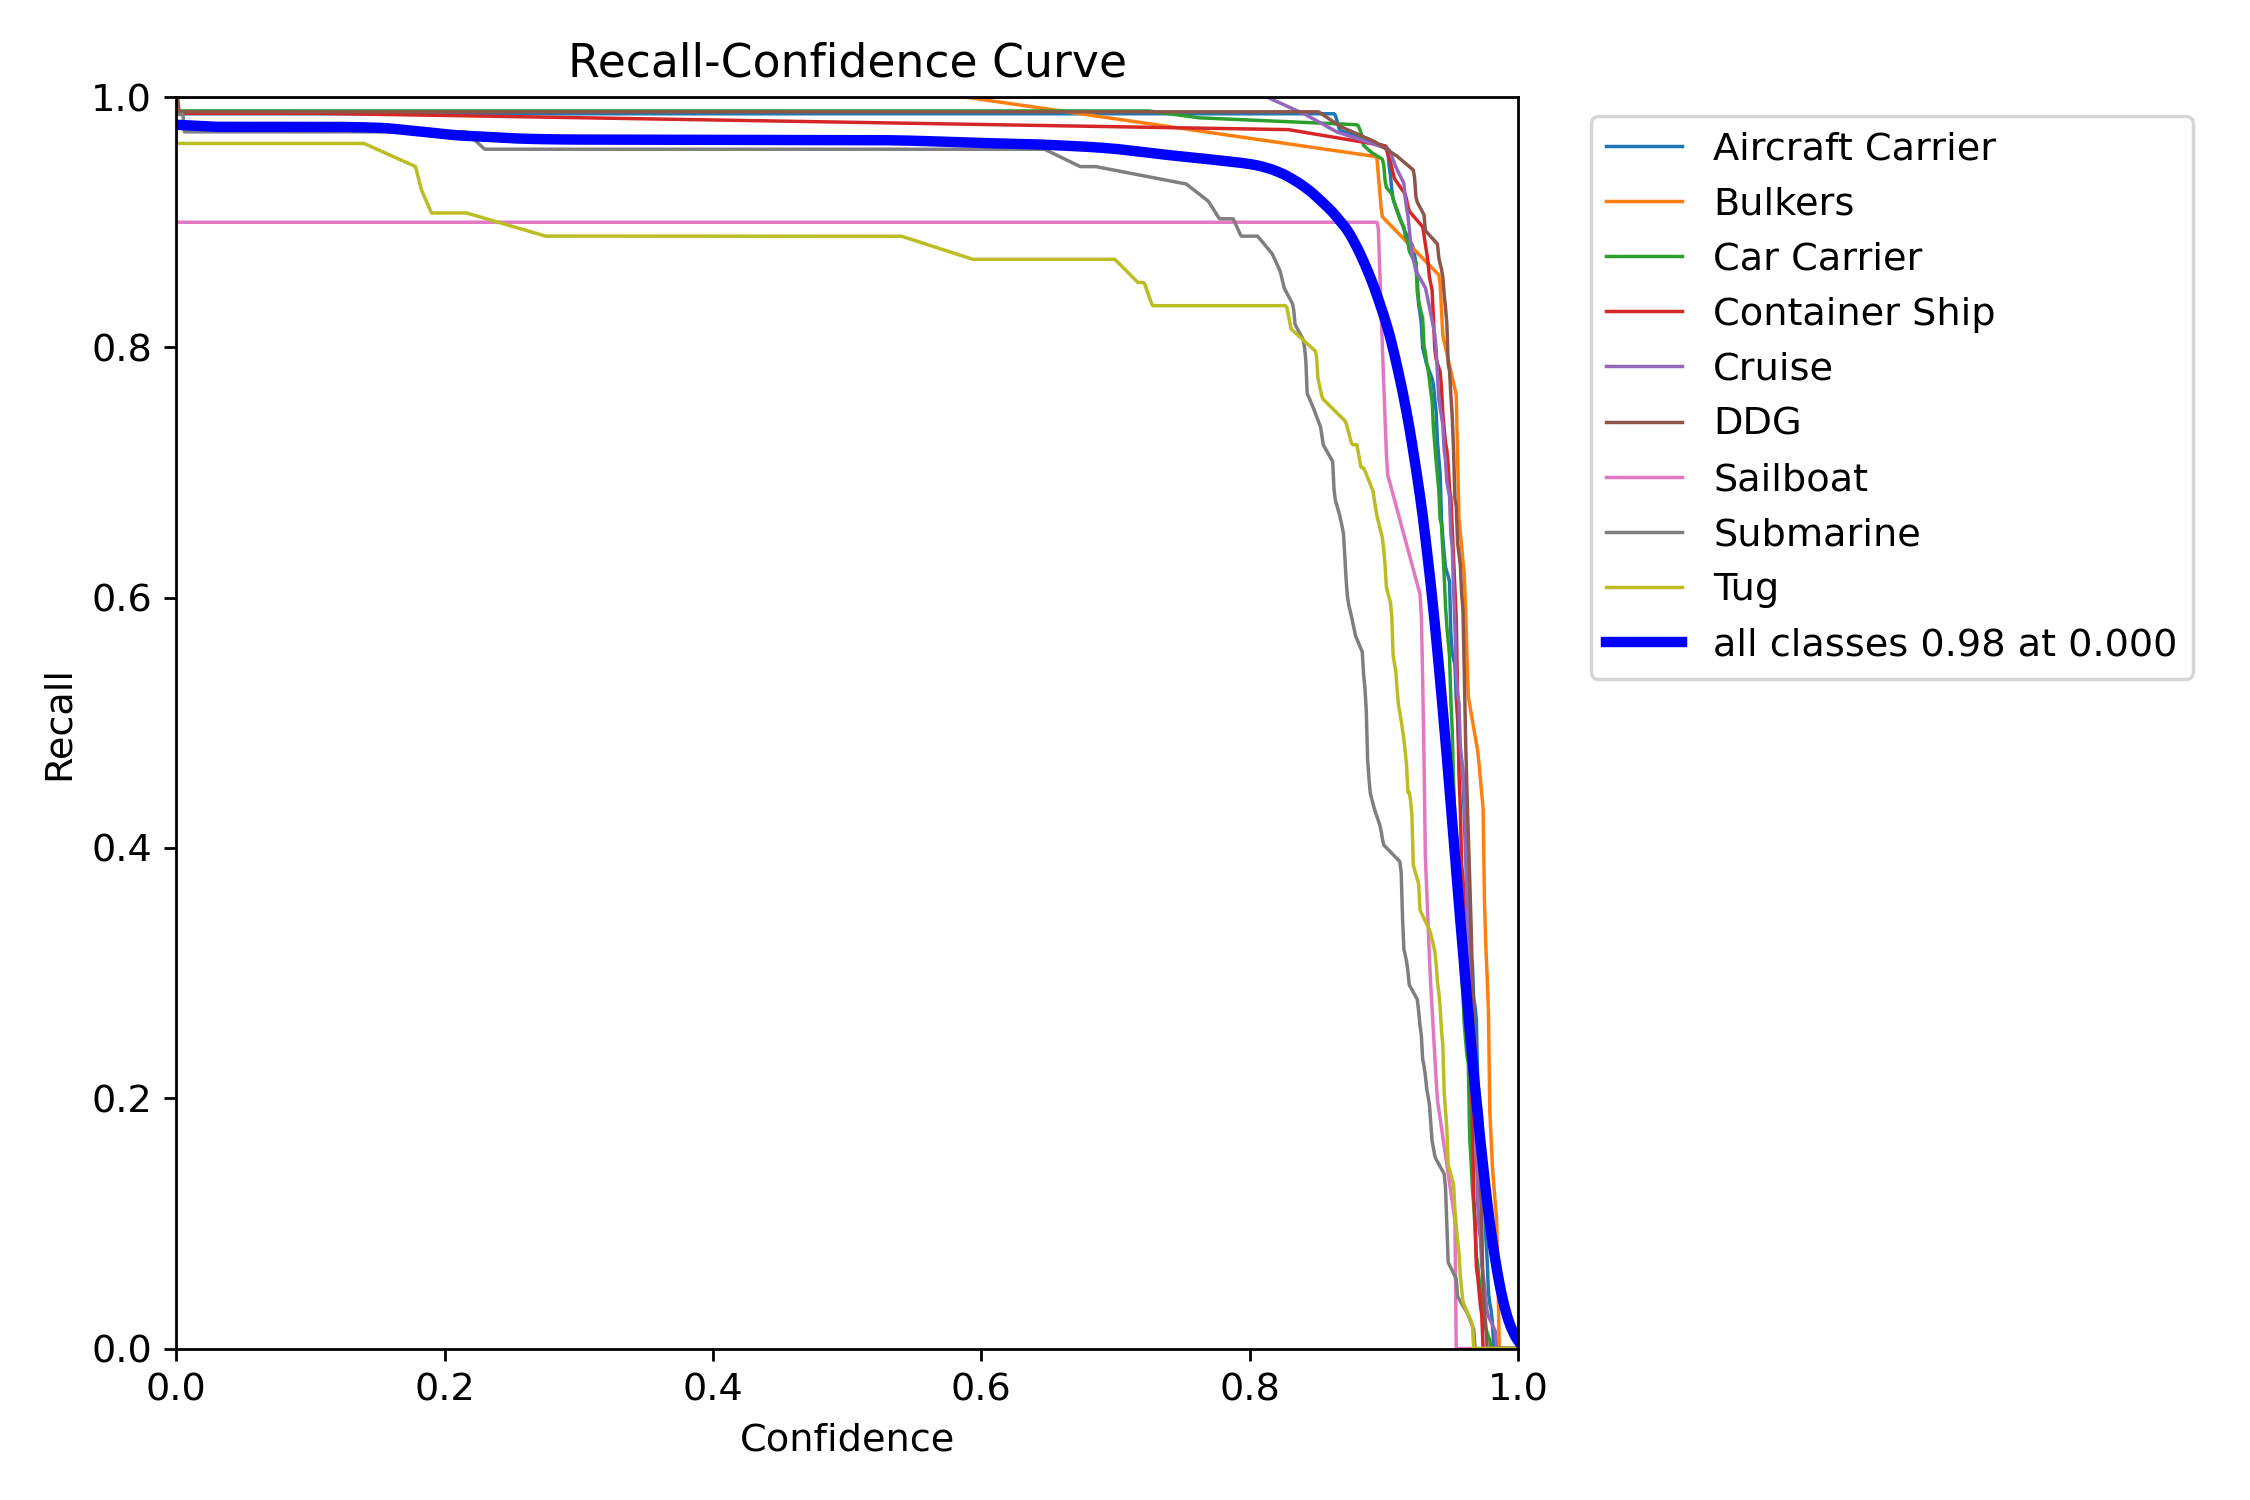 Recall-Confidence Curve
1.0
0.8
0.6
0.4
0.2
0.0
Recall
0.0 0.2 0.4 0.6 0.8 1.0
Confidence
Aircraft Carrier
Bulkers
Car Carrier
Container Ship
Cruise
DDG
Sailboat
Submarine
Tug
all classes 0.98 at 0.000